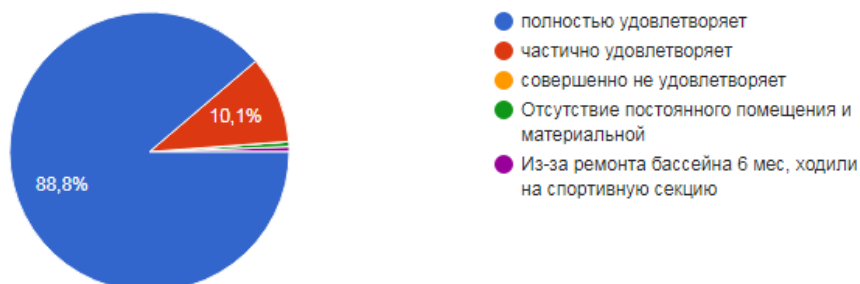 полностью удовлетворяет
частично удовлетворяет
совершенно не удовлетворяет
Отсутствие постоянного помещения и
материальной
Из-за ремонта бассейна 6 мес, ходили
на спортивную секцию
10,1%
88,8%